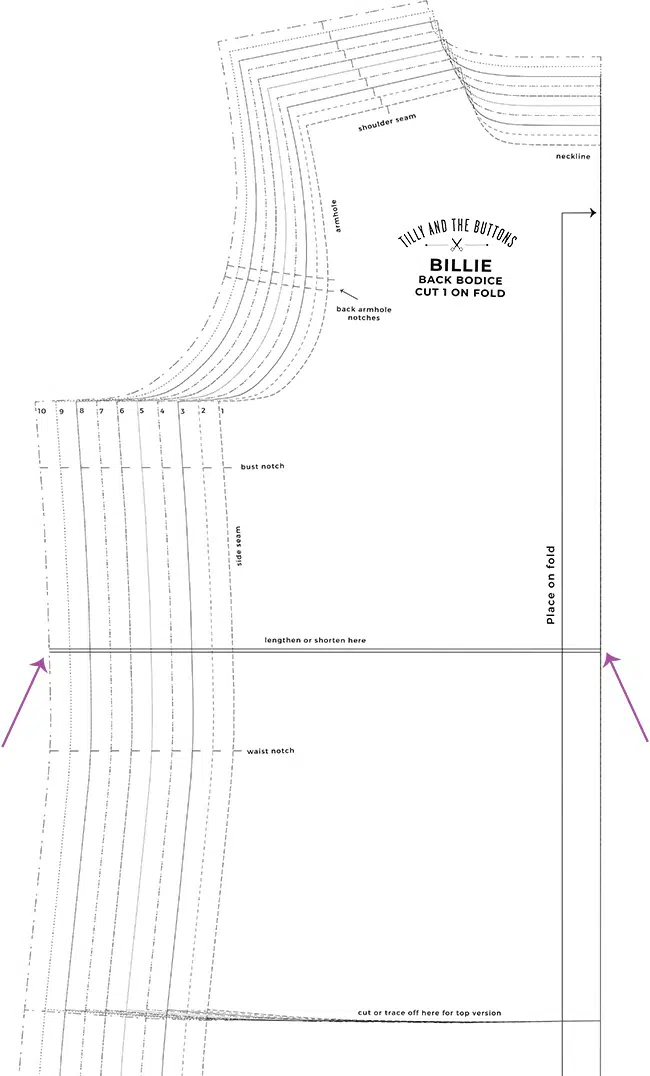 shoulder seam
neckline
armhole
TILLY AND THE BUTTONS
BILLIE
BACK BODICE
CUT 1 ON FOLD
back armhole
notches
10 9 8 7 6 5 4 3 2 1
bust notch
side seam
Place on fold
lengthen or shorten here
waist notch
cut or trace off here for top version